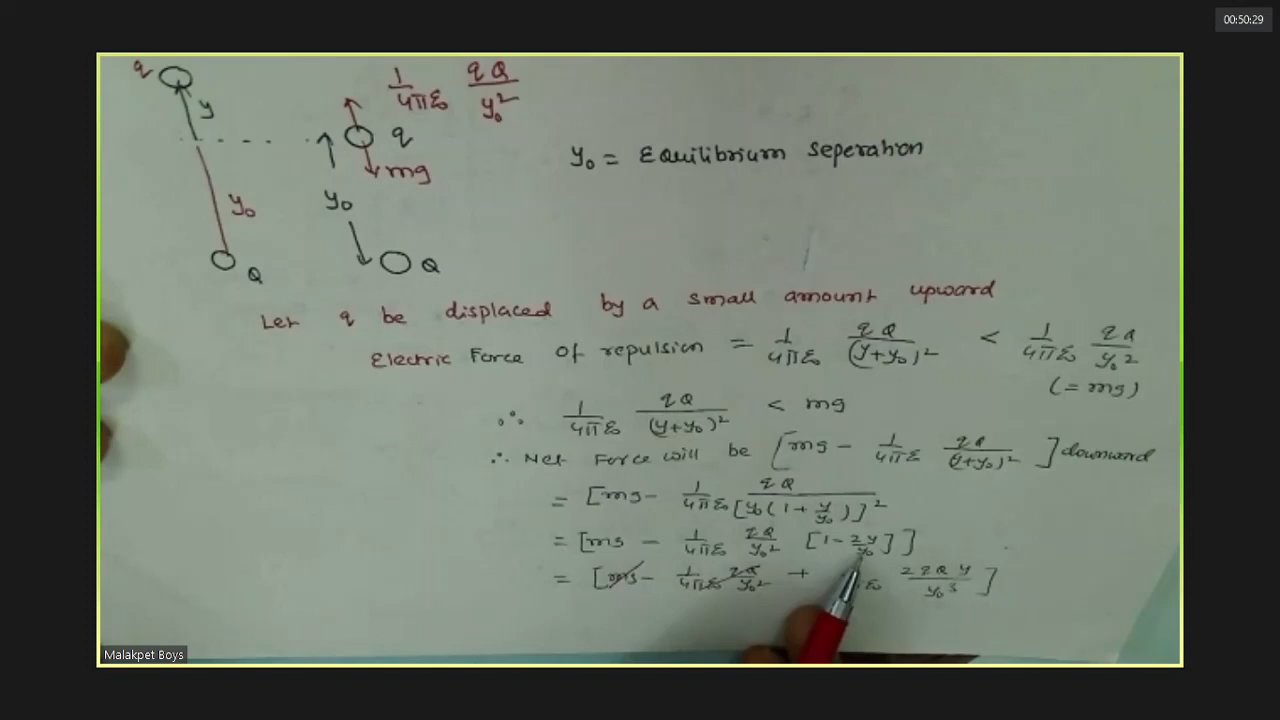 00:50:29
q
y
y₀
Q
1/4πε₀ qQ/y₀²
q
mg
y₀
Q
y₀ = Equilibrium seperation
Let q be displaced by a small amount upward
Electric Force of repulsion = 1/4πε₀ qQ/(y+y₀)² < 1/4πε₀ qQ/y₀²
(= mg)
∴ 1/4πε₀ qQ/(y+y₀)² < mg
∴ Net Force will be [mg - 1/4πε₀ qQ/(y+y₀)²] downward
= [mg - 1/4πε₀ qQ/[y₀(1 + y/y₀)]²
= [mg - 1/4πε₀ qQ/y₀² [1 - 2y/y₀]]
= [mg - 1/4πε₀ qQ/y₀² + ε₀ 2qQy/y₀³]
Malakpet Boys